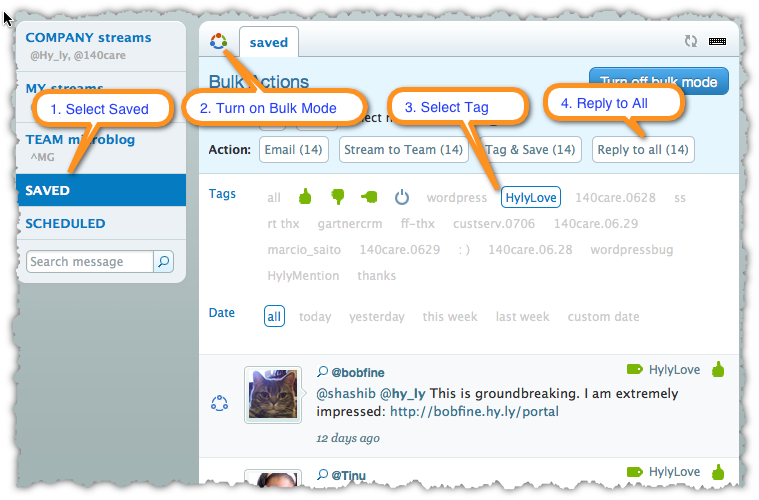 COMPANY streams
@Hy_ly, @140care
MY streams
1. Select Saved
TEAM m
microblog
^MG
SAVED
SCHEDULED
Search message
saved
Bulk Actions
Turn off bulk mode
2. Turn on Bulk Mode
3. Select Tag
4. Reply to All
Action:
Email (14)
Stream to Team (14)
Tag & Save (14)
Reply to all (14)
Tags
all
wordpress
HylyLove
140care.0628
ss
rt thx
gartnercrm
ff-thx
custserv.0706
140care.06.29
marcio_saito
140care.0629
: )
140care.06.28
wordpressbug
HylyMention
thanks
Date
all
today
yesterday
this week
last week
custom date
@bobfine
HylyLove
@shashib @hy_ly This is groundbreaking. I am extremely
impressed: http://bobfine.hy.ly/portal
12 days ago
@Tinu
HylyLove